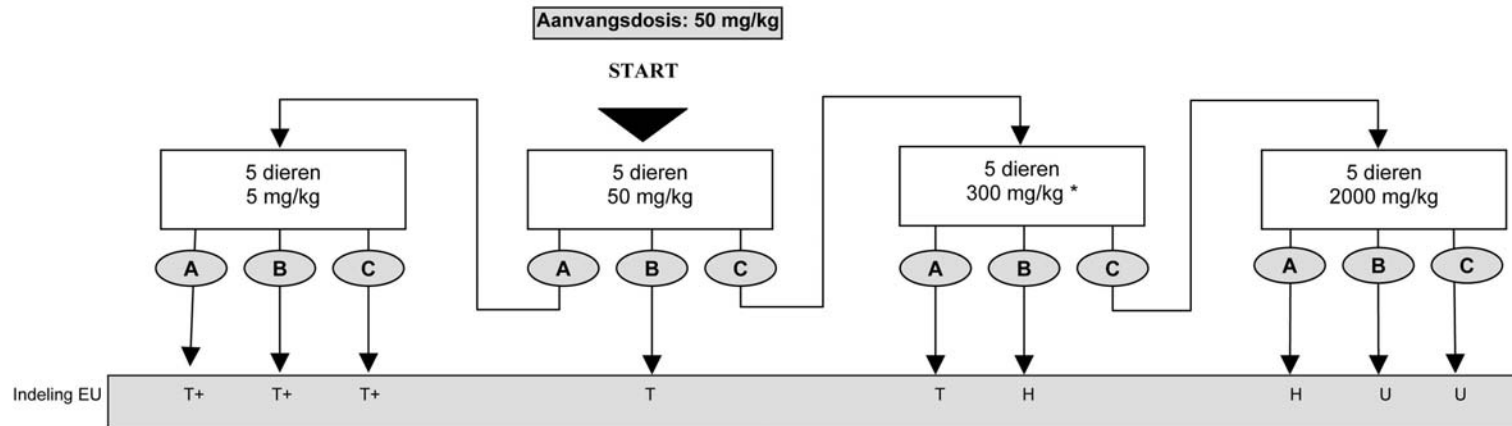 Aanvangsdosis: 50 mg/kg
START
5 dieren
5 mg/kg
5 dieren
50 mg/kg
5 dieren
300 mg/kg *
5 dieren
2000 mg/kg
A B C A B C A B C A B C
Indeling EU T+ T+ T+ T T H H U U